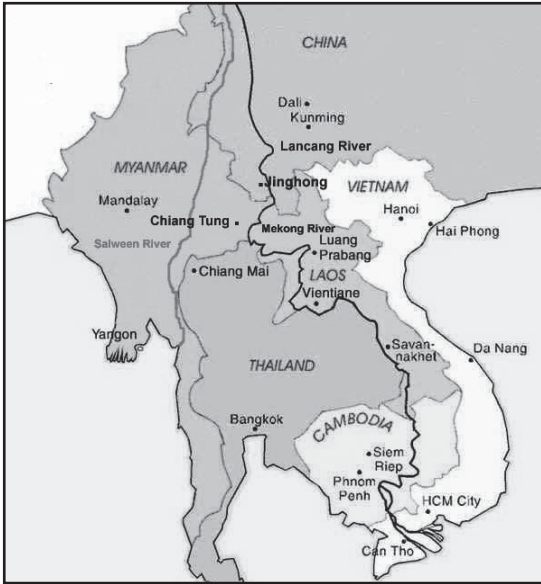 CHINA
Dali
Kunming
Lancang River
MYANMAR
Jinghong
VIETNAM
Mandalay
Chiang Tung
Hanoi
Mekong River
Hai Phong
Salween River
Luang
Prabang
Chiang Mai
LAOS
Vientiane
Yangon
Savan-
nakhet
Da Nang
THAILAND
Bangkok
CAMBODIA
Siem
Riep
Phnom
Penh
HCM City
Can Tho